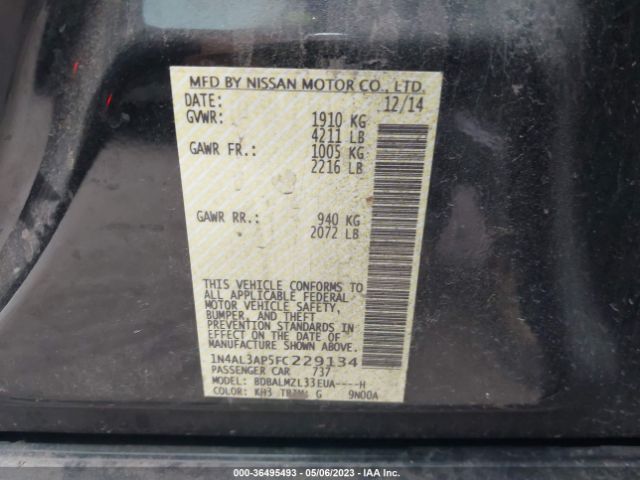 MFD BY NISSAN MOTOR CO., LTD.
DATE: 12/14
GVWR: 1910 KG
4211 LB
GAWR FR.: 1005 KG
2216 LB
GAWR RR.: 940 KG
2072 LB
THIS VEHICLE CONFORMS TO
ALL APPLICABLE FEDERAL
MOTOR VEHICLE SAFETY,
BUMPER, AND THEFT
PREVENTION STANDARDS
IN EFFECT ON THE DATE OF
MANUFACTURE SHOWN ABOVE.
1N4AL3AP5FC229134
PASSENGER CAR 737
MODEL: BDBALMZL33EUA----H
COLOR: KH3 TRIM: G 9N00A
000-36495493 - 05/06/2023 - IAA Inc.